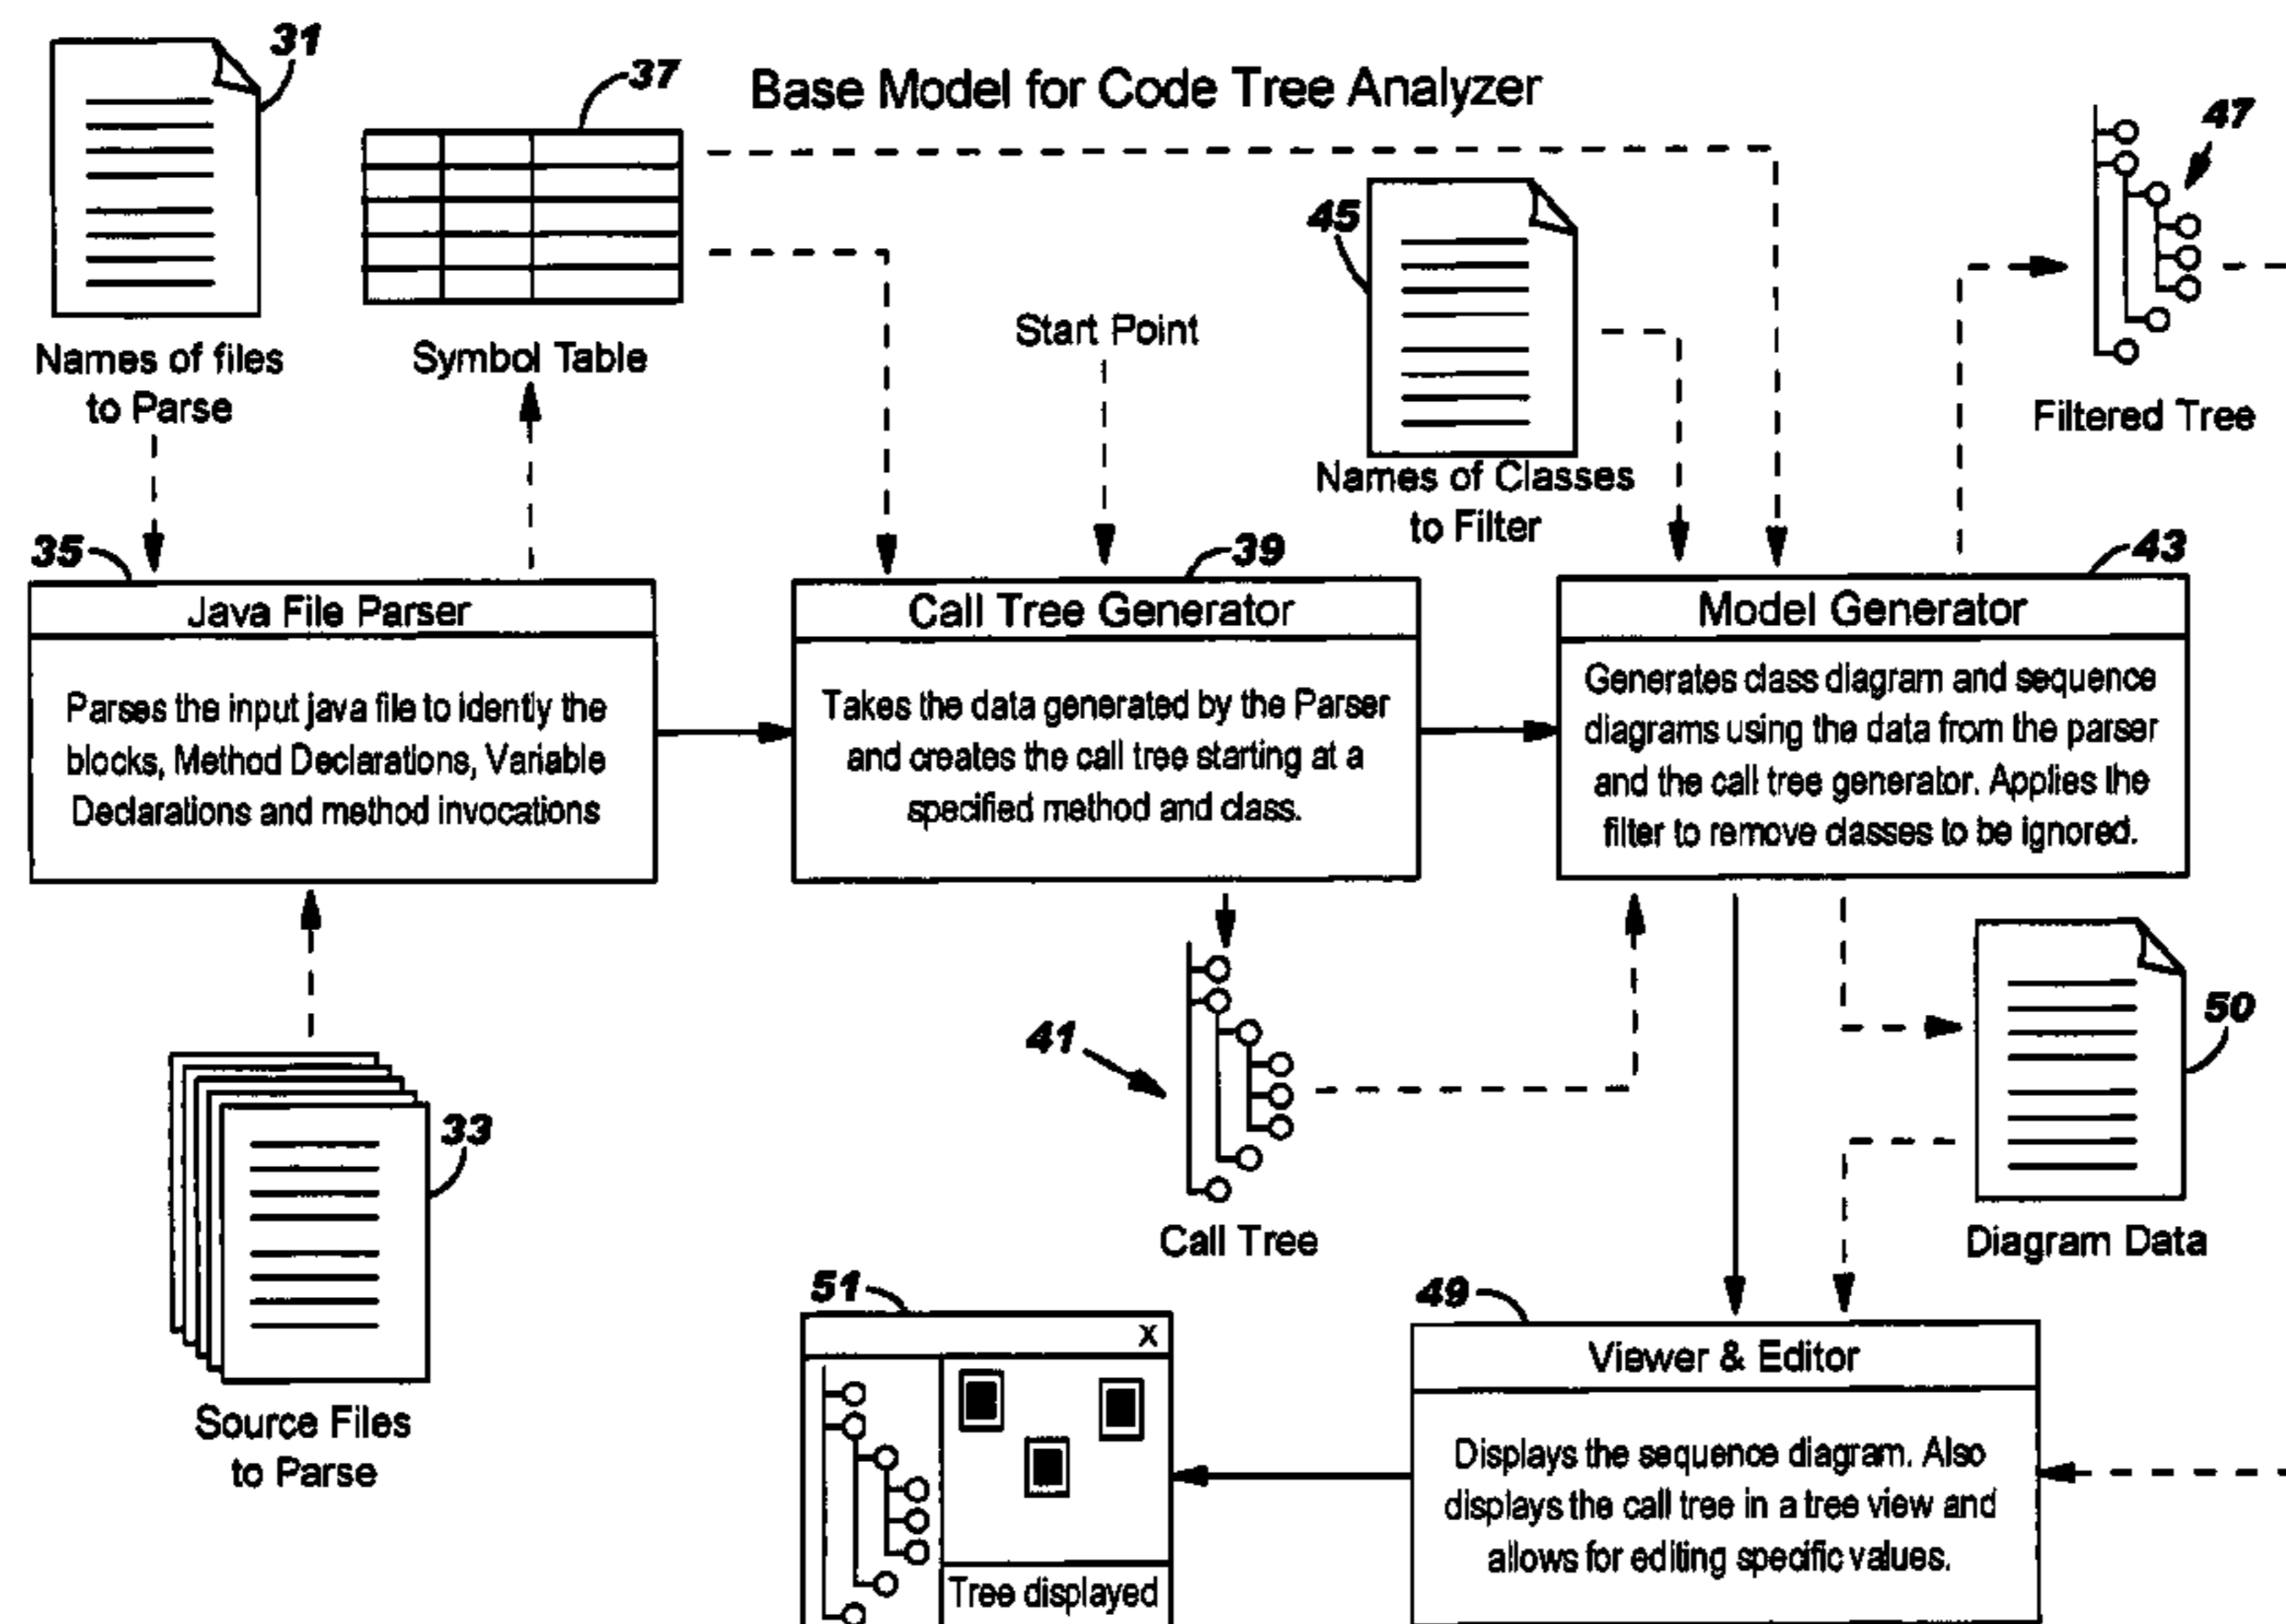 31
37
Base Model for Code Tree Analyzer
47
45
Names of files
to Parse
Symbol Table
Start Point
Filtered Tree
Names of Classes
to Filter
35
39
43
Java File Parser
Parses the input java file to identiy the
blocks, Method Declarations, Variable
Declarations and method invocations
Call Tree Generator
Takes the data generated by the Parser
and creates the call tree starting at a
specified method and class.
Model Generator
Generates class diagram and sequence
diagrams using the data from the parser
and the call tree generator. Applies the
filter to remove classes to be ignored.
41
50
33
Call Tree
Diagram Data
Source Files
to Parse
51
49
X
Viewer & Editor
Displays the sequence diagram. Also
displays the call tree in a tree view and
allows for editing specific values.
Tree displayed